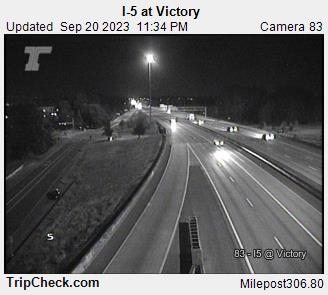 I-5 at Victory
Updated  Sep 20 2023  11:34 PM Camera 83
T
S
83 - I5 @ Victory
TripCheck.com Milepost306.80